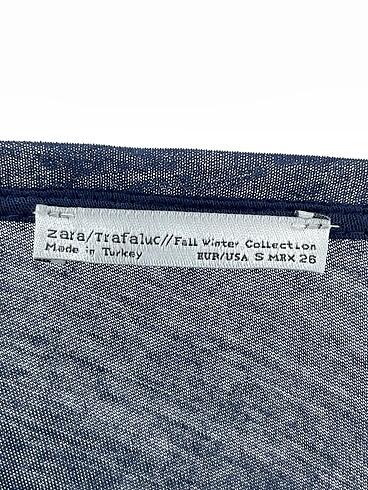 zara/Trafaluc//Fall Winter Collection
Made in Turkey EUR/USA S MEX 26